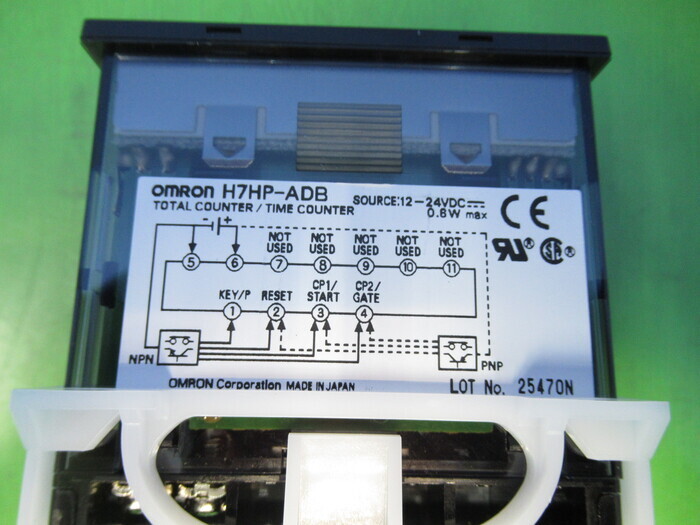 OMRON H7HP-ADB
SOURCE:12-24VDC
TOTAL COUNTER / TIME COUNTER
0.6W max
CE
- +
NOT USED NOT USED NOT USED NOT USED NOT USED
5 6 7 8 9 10 11
KEY/P RESET CP1/START CP2/GATE
1 2 3 4
NPN PNP
OMRON Corporation MADE IN JAPAN
LOT No. 25470N